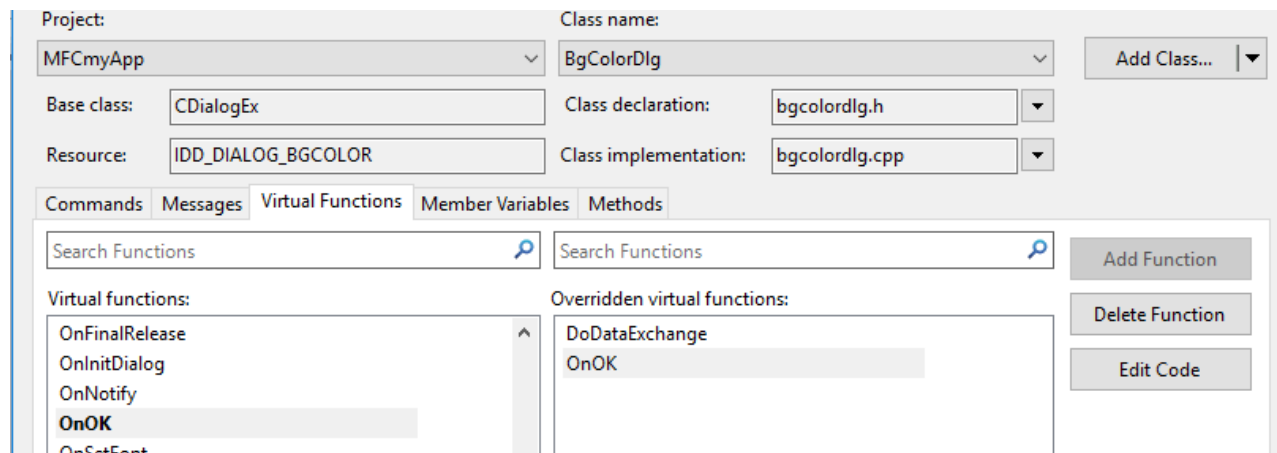 Project: Class name:
MFCmyApp BgColorDlg Add Class...
Base class: CDialogEx Class declaration: bgcolordlg.h
Resource: IDD_DIALOG_BGCOLOR Class implementation: bgcolordlg.cpp
Commands Messages Virtual Functions Member Variables Methods
Search Functions Search Functions Add Function
Virtual functions: Overridden virtual functions:
OnFinalRelease DoDataExchange Delete Function
OnInitDialog OnOK Edit Code
OnNotify
OnOK
OnSetFont